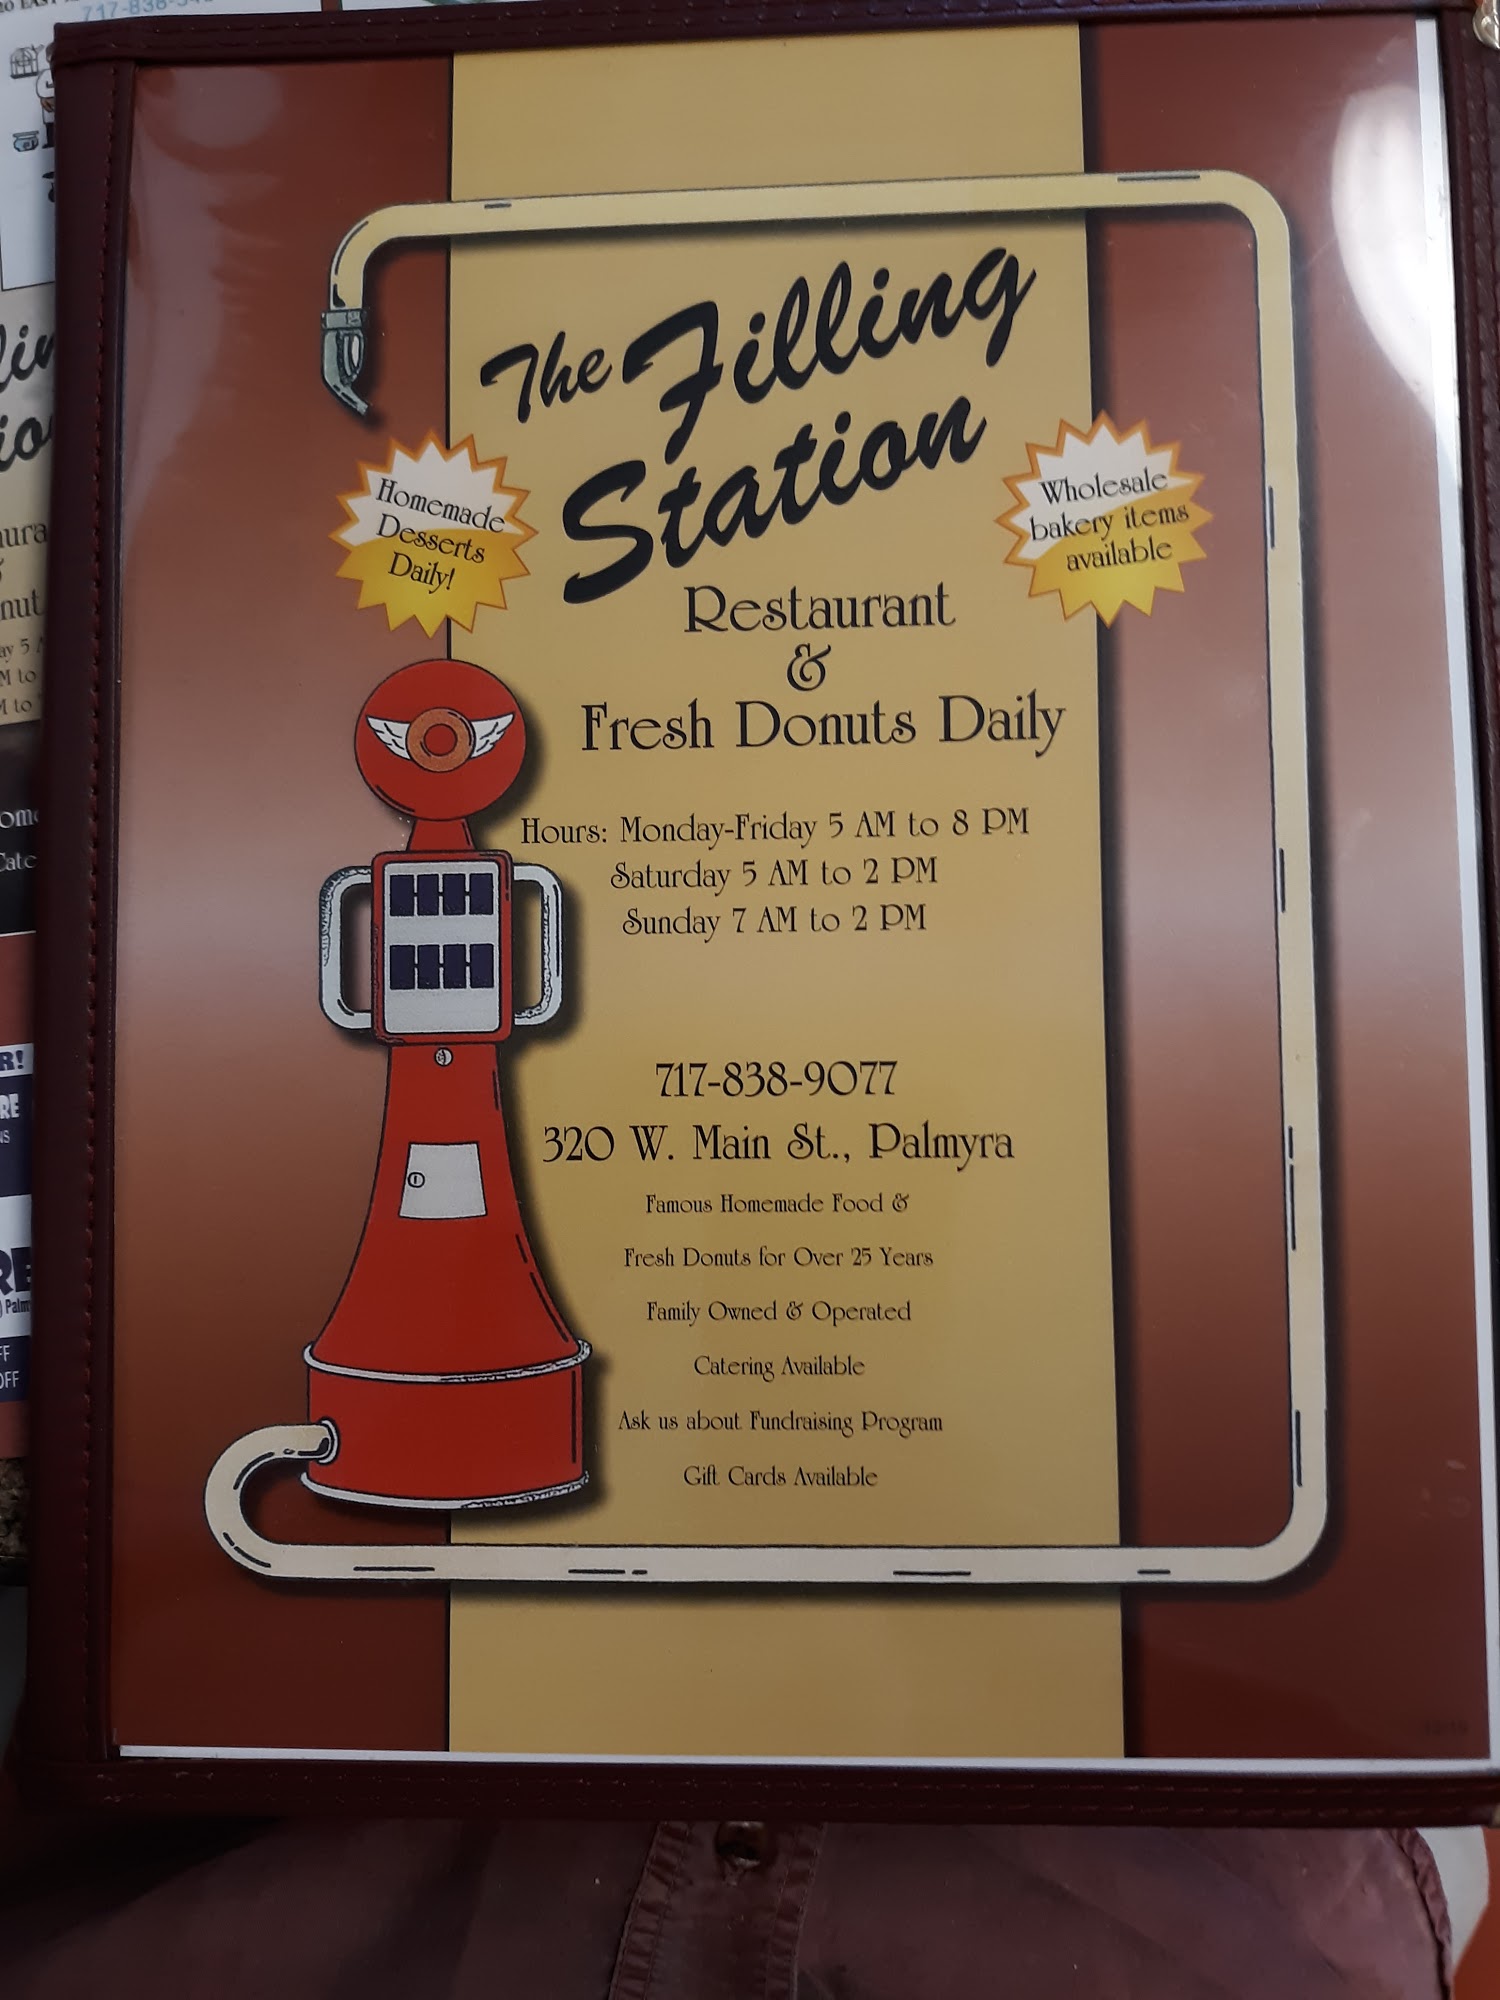 The Filling
Station
Restaurant
&
Fresh Donuts Daily
Homemade
Desserts
Daily!
Wholesale
bakery items
available
Hours: Monday-Friday 5 AM to 8 PM
Saturday 5 AM to 2 PM
Sunday 7 AM to 2 PM
717-838-9077
320 W. Main St., Palmyra
Famous Homemade Food &
Fresh Donuts for Over 25 Years
Family Owned & Operated
Catering Available
Ask us about Fundraising Program
Gift Cards Available